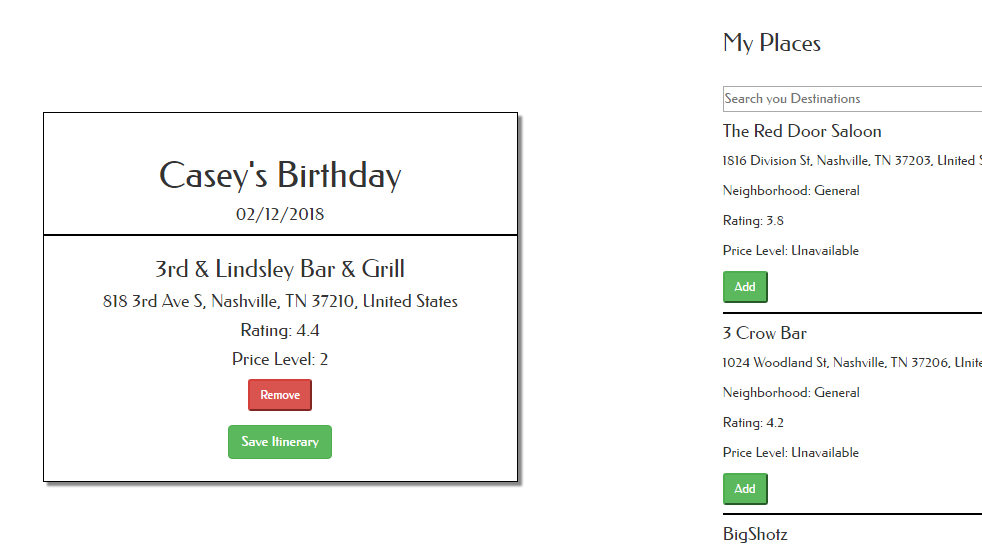 Casey's Birthday
02/12/2018
3rd & Lindsley Bar & Grill
818 3rd Ave S, Nashville, TN 37210, United States
Rating: 4.4
Price Level: 2
Remove
Save Itinerary
My Places
Search you Destinations
The Red Door Saloon
1816 Division St, Nashville, TN 37203, United
Neighborhood: General
Rating: 3.8
Price Level: Unavailable
Add
3 Crow Bar
1024 Woodland St, Nashville, TN 37206,
Neighborhood: General
Rating: 4.2
Price Level: Unavailable
Add
BigShotz